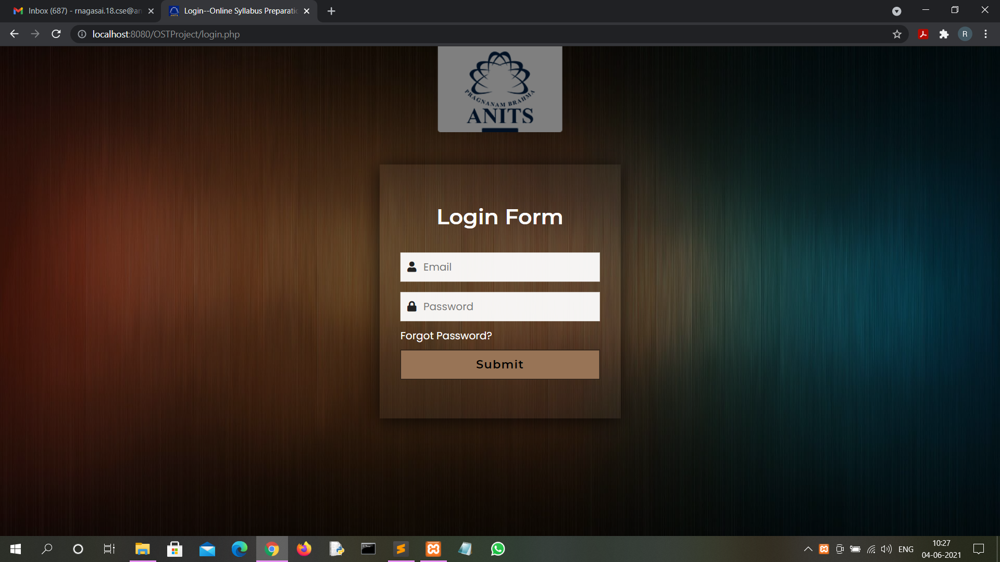 Inbox (687) - rnagasai.18.cse@an
Login--Online Syllabus Preparatio
localhost:8080/OSTProject/login.php
R
PRAGNANAM BRAHMA
ANITS
Login Form
Email
Password
Forgot Password?
Submit
ENG
10:27
04-06-2021